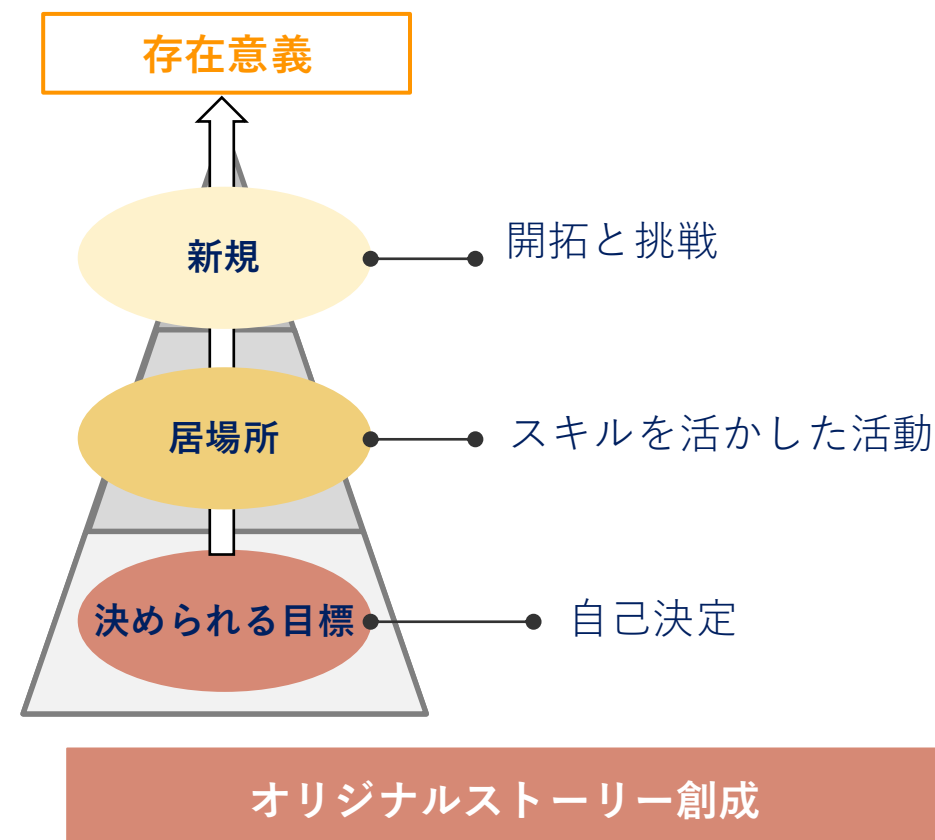 存在意義
新規
開拓と挑戦
居場所
スキルを活かした活動
決められる目標
自己決定
オリジナルストーリー創成